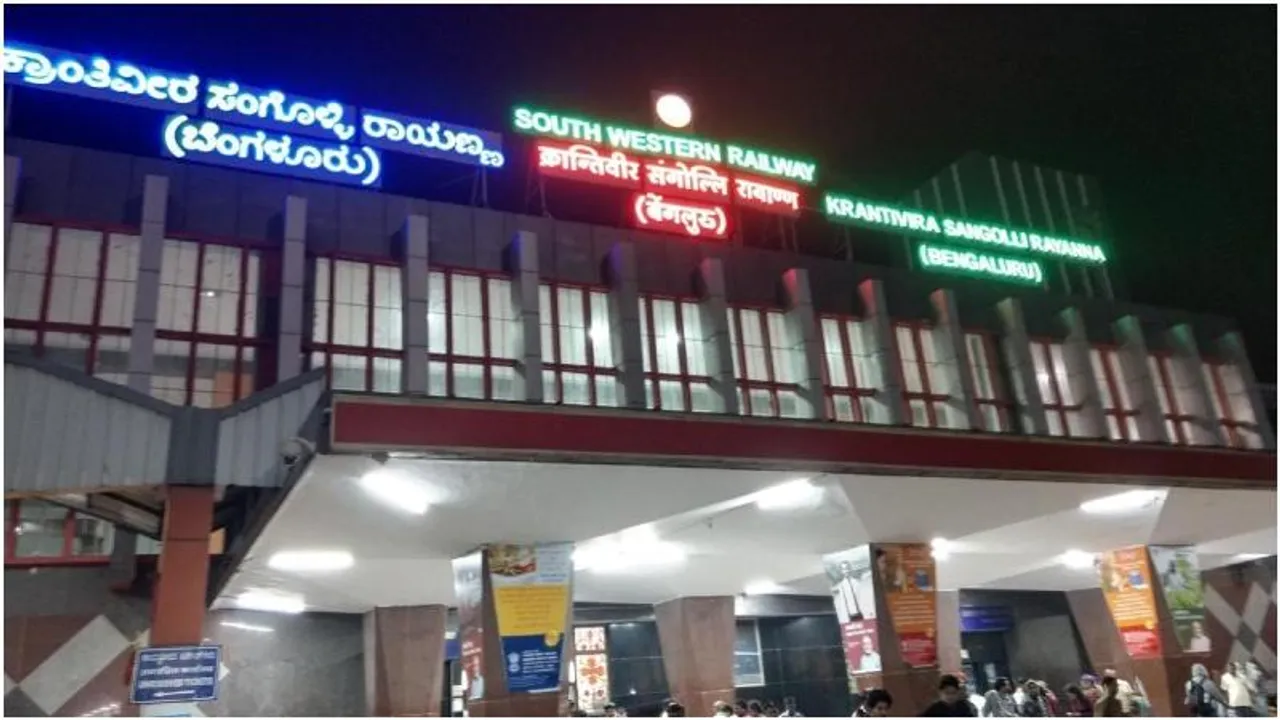 ಕ್ರಾಂತಿವೀರ ಸಂಗೊಳ್ಳಿ ರಾಯಣ್ಣ
(ಬೆಂಗಳೂರು)
SOUTH WESTERN RAILWAY
क्रान्तिवीर संगोल्लि रायाण्ण
(बेंगलुरु)
KRANTIVIRA SANGOLLI RAYANNA
(BENGALURU)